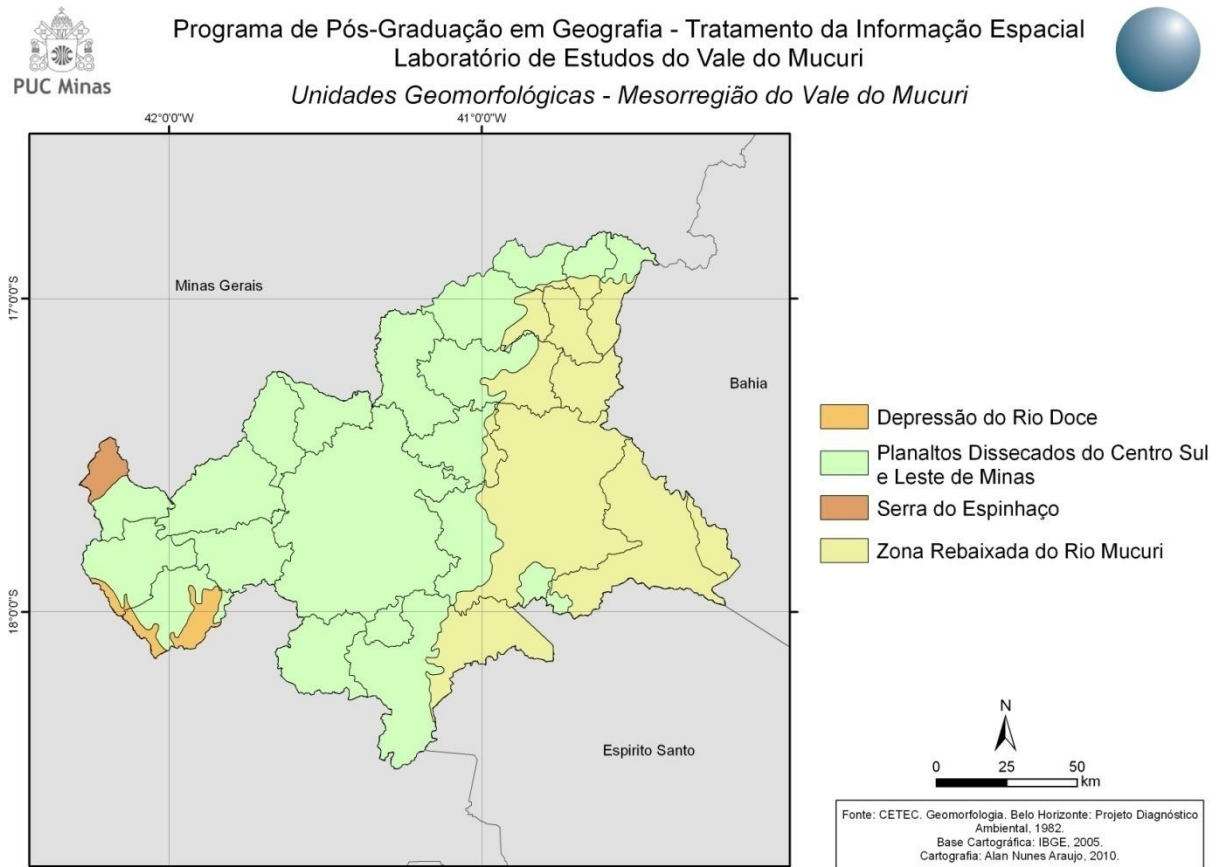 PUC Minas
Programa de Pós-Graduação em Geografia - Tratamento da Informação Espacial
Laboratório de Estudos do Vale do Mucuri
Unidades Geomorfológicas - Mesorregião do Vale do Mucuri
42°0'0"W
41°0'0"W
17°0'0"S
18°0'0"S
Minas Gerais
Bahia
Espirito Santo
Depressão do Rio Doce
Planaltos Dissecados do Centro Sul
e Leste de Minas
Serra do Espinhaço
Zona Rebaixada do Rio Mucuri
N
0 25 50
km
Fonte: CETEC. Geomorfologia. Belo Horizonte: Projeto Diagnóstico
Ambiental, 1982.
Base Cartográfica: IBGE, 2005.
Cartografia: Alan Nunes Araujo, 2010.